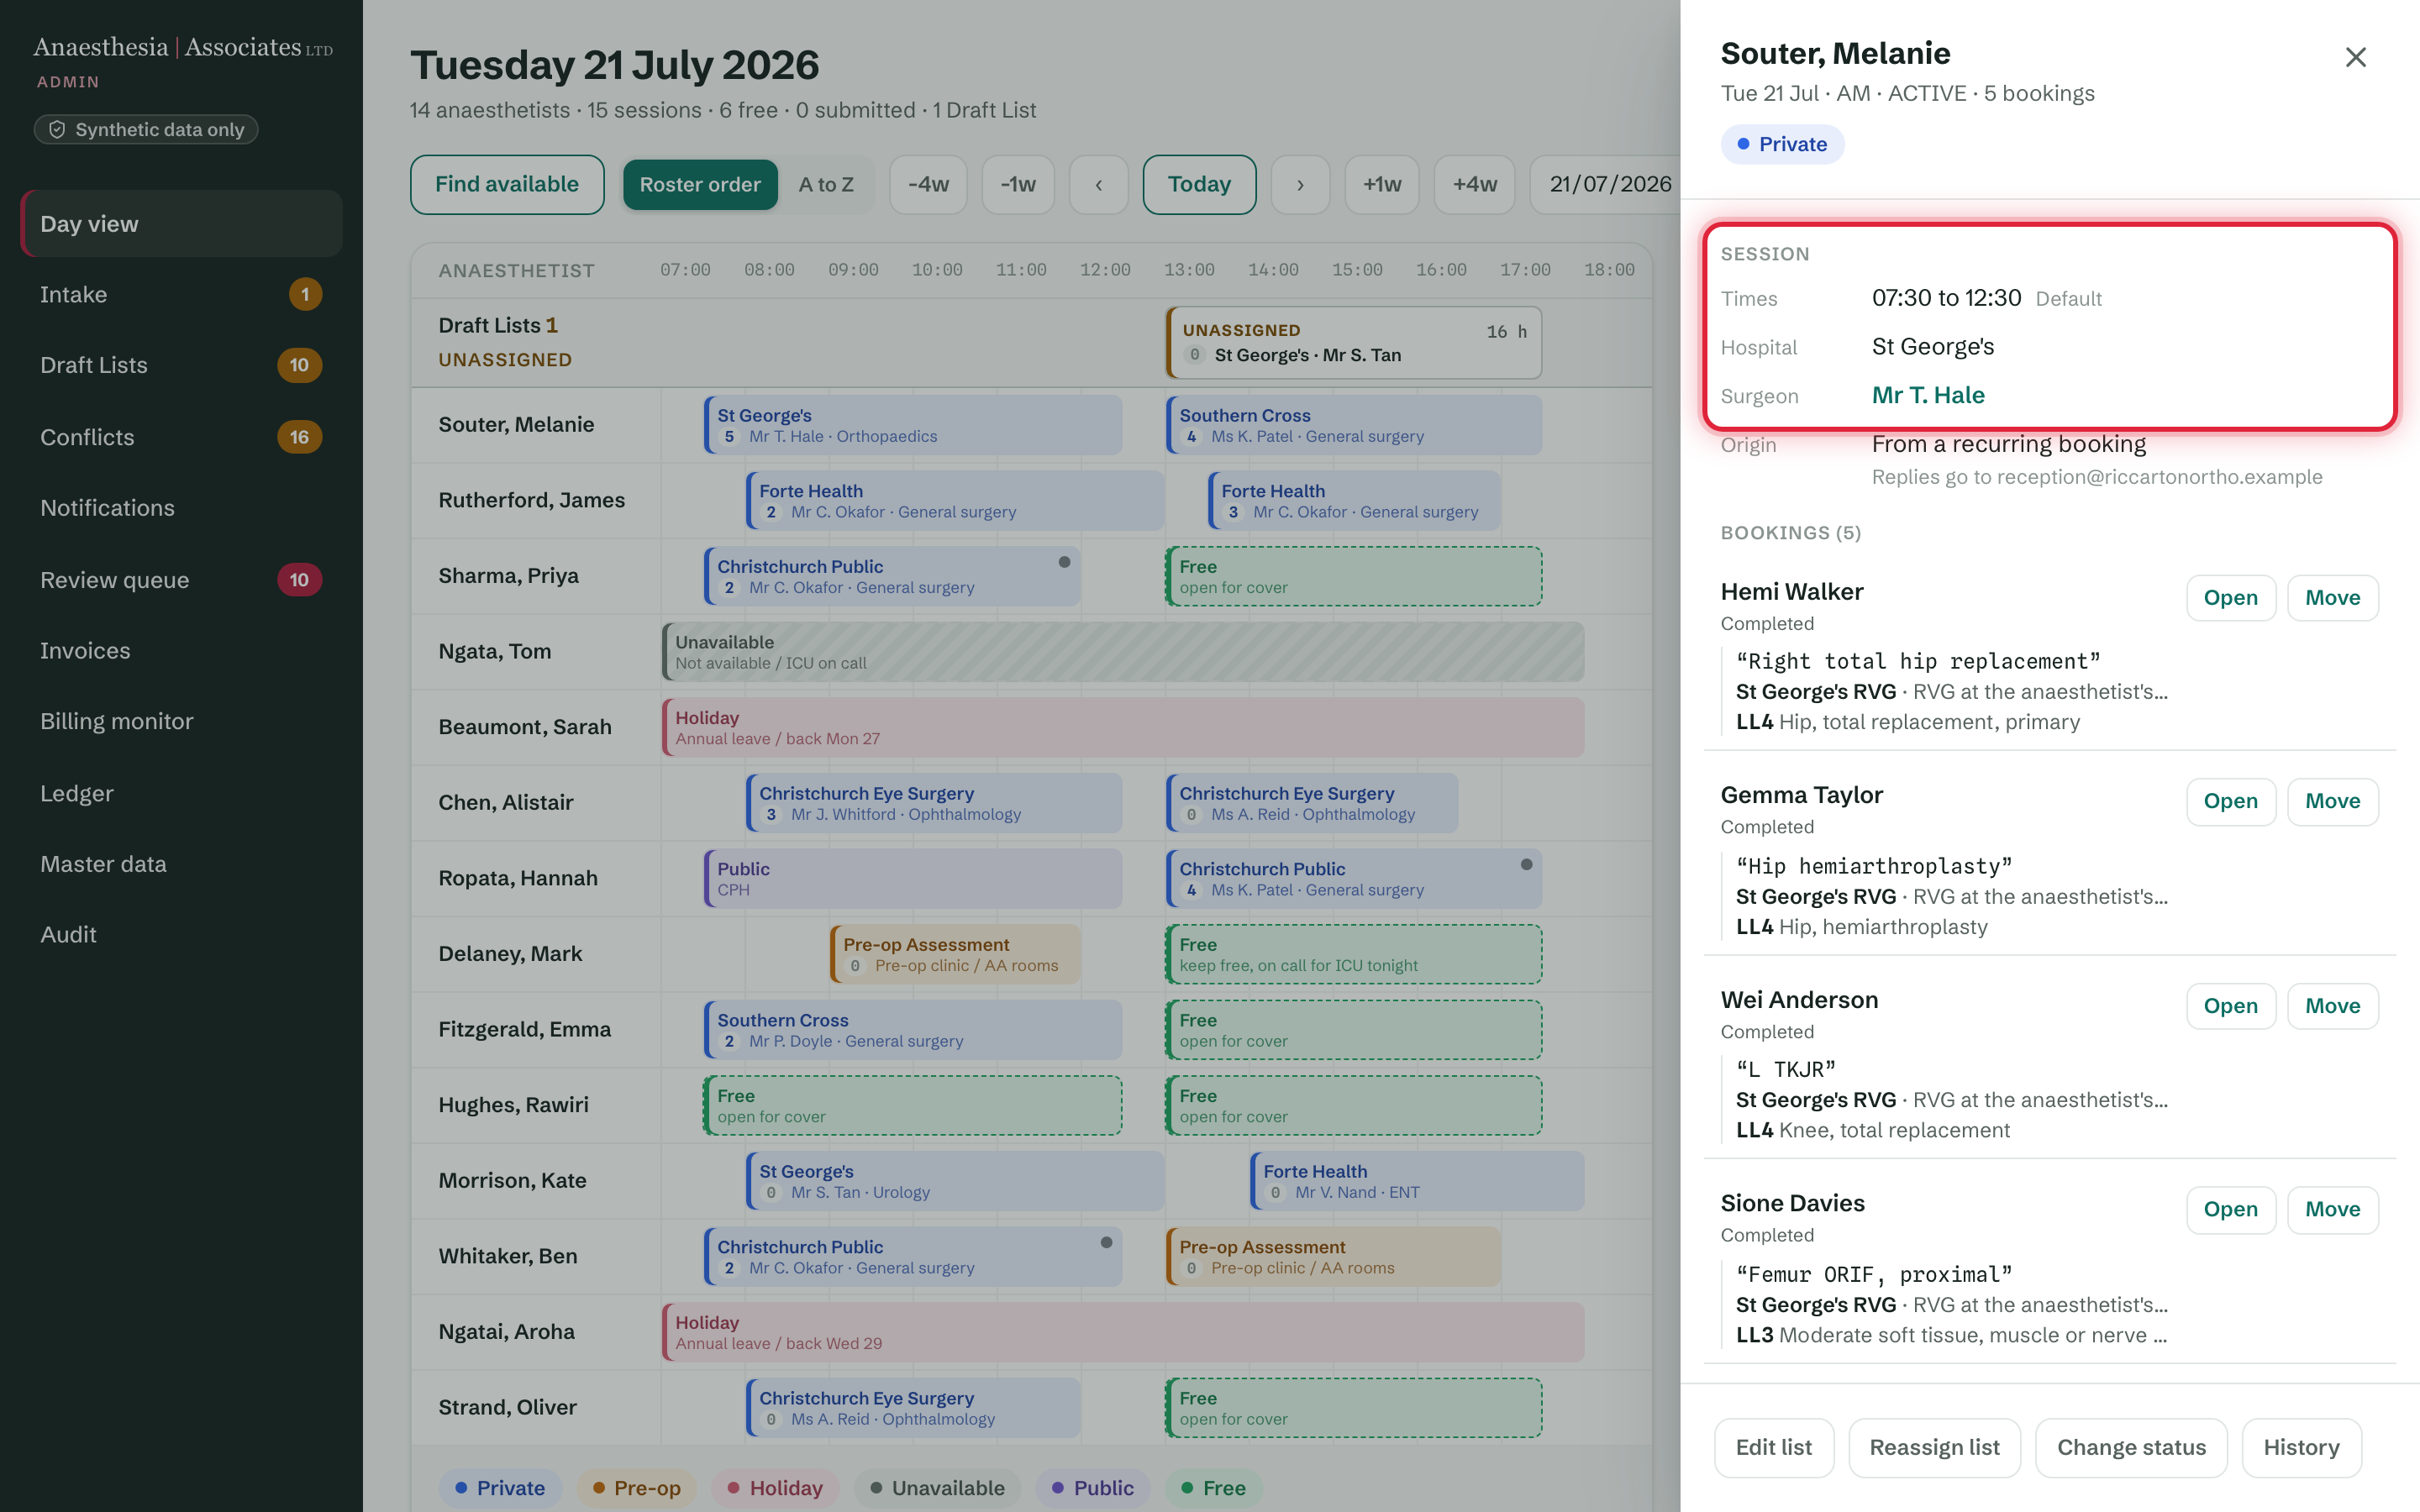 Anaesthesia | Associates LTD
ADMIN
Synthetic data only
Day view
Intake 1
Draft Lists 10
Conflicts 16
Notifications
Review queue 10
Invoices
Billing monitor
Ledger
Master data
Audit
Tuesday 21 July 2026
14 anaesthetists · 15 sessions · 6 free · 0 submitted · 1 Draft List
Find available Roster order A to Z -4w -1w ‹ Today › +1w +4w 21/07/2026
ANAESTHETIST 07:00 08:00 09:00 10:00 11:00 12:00 13:00 14:00 15:00 16:00 17:00 18:00
Draft Lists 1
UNASSIGNED
UNASSIGNED 16 h
0 St George's · Mr S. Tan
Souter, Melanie
St George's
5 Mr T. Hale · Orthopaedics
Southern Cross
4 Ms K. Patel · General surgery
Rutherford, James
Forte Health
2 Mr C. Okafor · General surgery
Forte Health
3 Mr C. Okafor · General surgery
Sharma, Priya
Christchurch Public
2 Mr C. Okafor · General surgery
Free
open for cover
Ngata, Tom
Unavailable
Not available / ICU on call
Beaumont, Sarah
Holiday
Annual leave / back Mon 27
Chen, Alistair
Christchurch Eye Surgery
3 Mr J. Whitford · Ophthalmology
Christchurch Eye Surgery
0 Ms A. Reid · Ophthalmology
Ropata, Hannah
Public
CPH
Christchurch Public
4 Ms K. Patel · General surgery
Delaney, Mark
Pre-op Assessment
0 Pre-op clinic / AA rooms
Free
keep free, on call for ICU tonight
Fitzgerald, Emma
Southern Cross
2 Mr P. Doyle · General surgery
Free
open for cover
Hughes, Rawiri
Free
open for cover
Free
open for cover
Morrison, Kate
St George's
0 Mr S. Tan · Urology
Forte Health
0 Mr V. Nand · ENT
Whitaker, Ben
Christchurch Public
2 Mr C. Okafor · General surgery
Pre-op Assessment
0 Pre-op clinic / AA rooms
Ngatai, Aroha
Holiday
Annual leave / back Wed 29
Strand, Oliver
Christchurch Eye Surgery
0 Ms A. Reid · Ophthalmology
Free
open for cover
Private Pre-op Holiday Unavailable Public Free
Souter, Melanie
Tue 21 Jul · AM · ACTIVE · 5 bookings
Private
SESSION
Times 07:30 to 12:30 Default
Hospital St George's
Surgeon Mr T. Hale
Origin From a recurring booking
Replies go to reception@riccartonortho.example
BOOKINGS (5)
Hemi Walker Open Move
Completed
“Right total hip replacement”
St George's RVG · RVG at the anaesthetist's...
LL4 Hip, total replacement, primary
Gemma Taylor Open Move
Completed
“Hip hemiarthroplasty”
St George's RVG · RVG at the anaesthetist's...
LL4 Hip, hemiarthroplasty
Wei Anderson Open Move
Completed
“L TKJR”
St George's RVG · RVG at the anaesthetist's...
LL4 Knee, total replacement
Sione Davies Open Move
Completed
“Femur ORIF, proximal”
St George's RVG · RVG at the anaesthetist's...
LL3 Moderate soft tissue, muscle or nerve ...
Edit list Reassign list Change status History